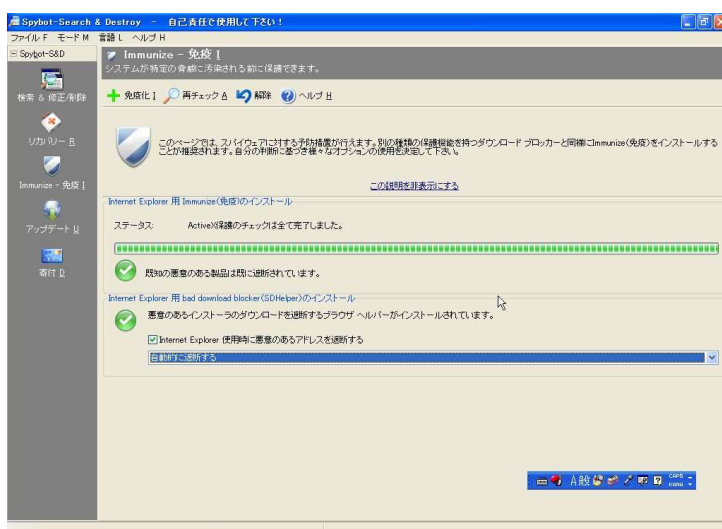 Spybot-Search & Destroy － 自己責任で使用して下さい！
ファイル F モード M 言語 L ヘルプ H
Spybot-S&D
検索 & 修正/削除
リカバリー R
Immunize - 免疫 I
アップデート U
寄付 D
Immunize － 免疫 I
システムが特定の脅威に汚染される前に保護できます。
免疫化 I 再チェック A 解除 ヘルプ H
このページでは、スパイウェアに対する予防措置が行えます。別の種類の保護機能を持つダウンロード ブロッカーと同様にImmunize(免疫)をインストールする
ことが推奨されます。自分の判断に基づき様々なオプションの使用を決定して下さい。
この説明を非表示にする
Internet Explorer 用 Immunize(免疫)のインストール
ステータス: ActiveX保護のチェックは全て完了しました。
既知の悪意のある製品は既に遮断されています。
Internet Explorer 用 bad download blocker(SDHelper)のインストール
悪意のあるインストーラのダウンロードを遮断するブラウザ ヘルパーがインストールされています。
Internet Explorer 使用時に悪意のあるアドレスを遮断する
自動的に遮断する
A 般 CAPS
KANA